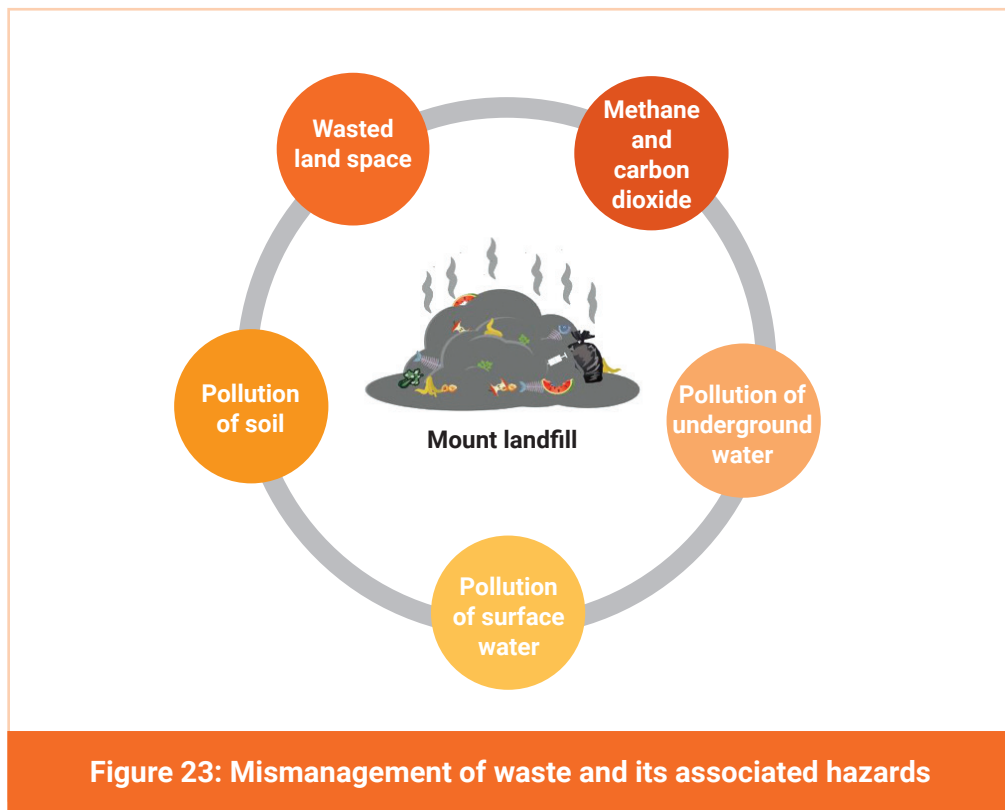 Wasted
land space
Methane
and
carbon
dioxide
Pollution
of soil
Mount landfill
Pollution of
underground
water
Pollution
of surface
water
Figure 23: Mismanagement of waste and its associated hazards